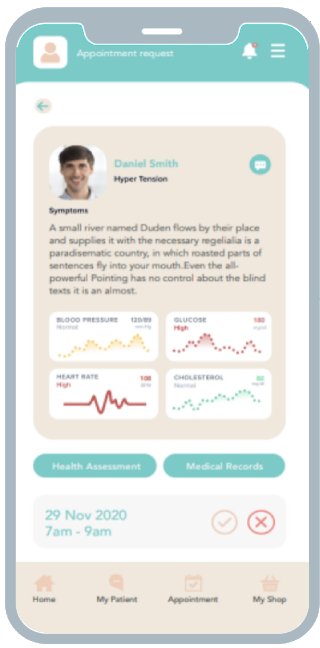 Appointment request
Daniel Smith
Hyper Tension
Symptoms
A small river named Duden flows by their place
and supplies it with the necessary regelialia is a
paradisematic country, in which roasted parts of
sentences fly into your mouth.Even the all-
powerful Pointing has no control about the blind
texts it is an almost.
BLOOD PRESSURE 120/89
Normal
GLUCOSE 180
High mg/dl
HEART RATE 108
High
CHOLESTEROL 82
Normal mg/dl
Health Assessment
Medical Records
29 Nov 2020
7am - 9am
Home
My Patient
Appointment
My Shop